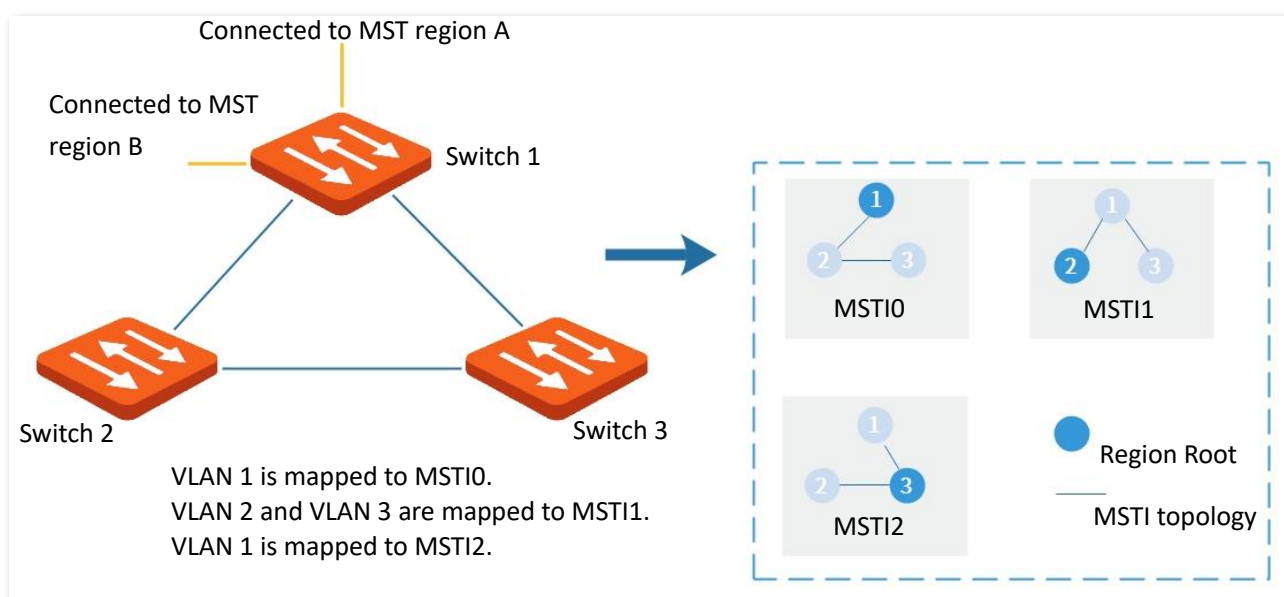 Connected to MST region A
Connected to MST
region B
Switch 1
Switch 2
Switch 3
VLAN 1 is mapped to MSTI0.
VLAN 2 and VLAN 3 are mapped to MSTI1.
VLAN 1 is mapped to MSTI2.
1
2 3
MSTI0
1
2 3
MSTI1
1
2 3
MSTI2
Region Root
MSTI topology